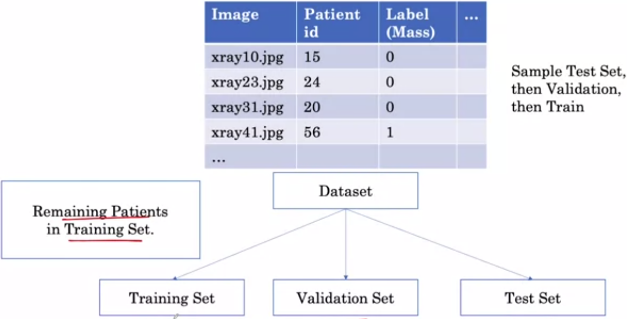 Image Patient id Label (Mass) ...
xray10.jpg 15 0
xray23.jpg 24 0
xray31.jpg 20 0
xray41.jpg 56 1
...
Sample Test Set,
then Validation,
then Train
Remaining Patients
in Training Set.
Dataset
Training Set Validation Set Test Set